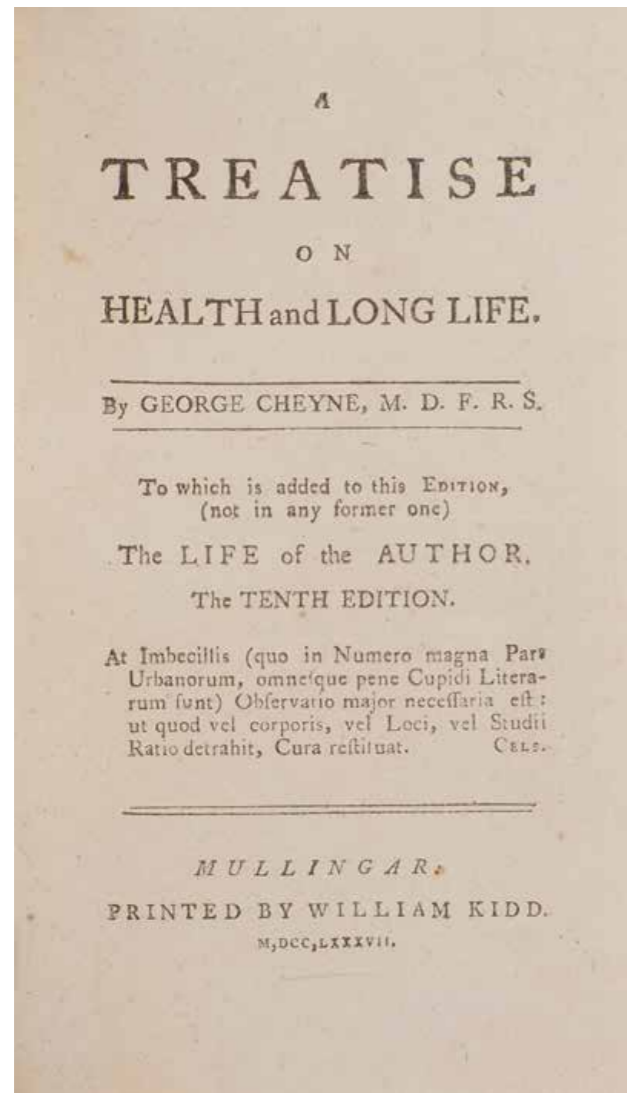 A
TREATISE
ON
HEALTH and LONG LIFE.
By GEORGE CHEYNE, M. D. F. R. S.
To which is added to this EDITION,
(not in any former one)
The LIFE of the AUTHOR.
The TENTH EDITION.
At Imbecillis (quo in Numero magna Pars
Urbanorum, omneſque pene Cupidi Litera-
rum ſunt) Obſervatio major neceſſaria eſt:
ut quod vel corporis, vel Loci, vel Studii
Ratio detrahit, Cura reſtituat. CELS.
MULLINGAR:
PRINTED BY WILLIAM KIDD.
M,DCC,LXXXVII.